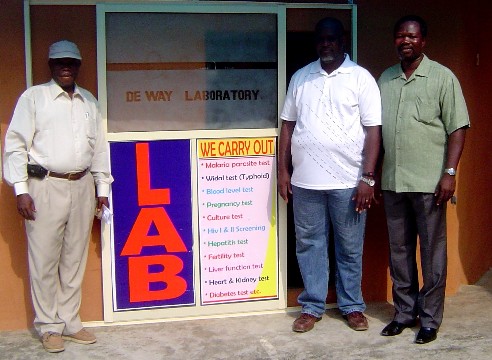 DE WAY LABORATORY
LAB
WE CARRY OUT
* Malaria parasite test
* Widal test (Typhoid)
* Blood level test
* Pregnancy test
* Culture test
* Hiv I & II Screening
* Hepatith test
* Fertility test
* Liver function test
* Heart & Kidney test
* Diabetes test etc.